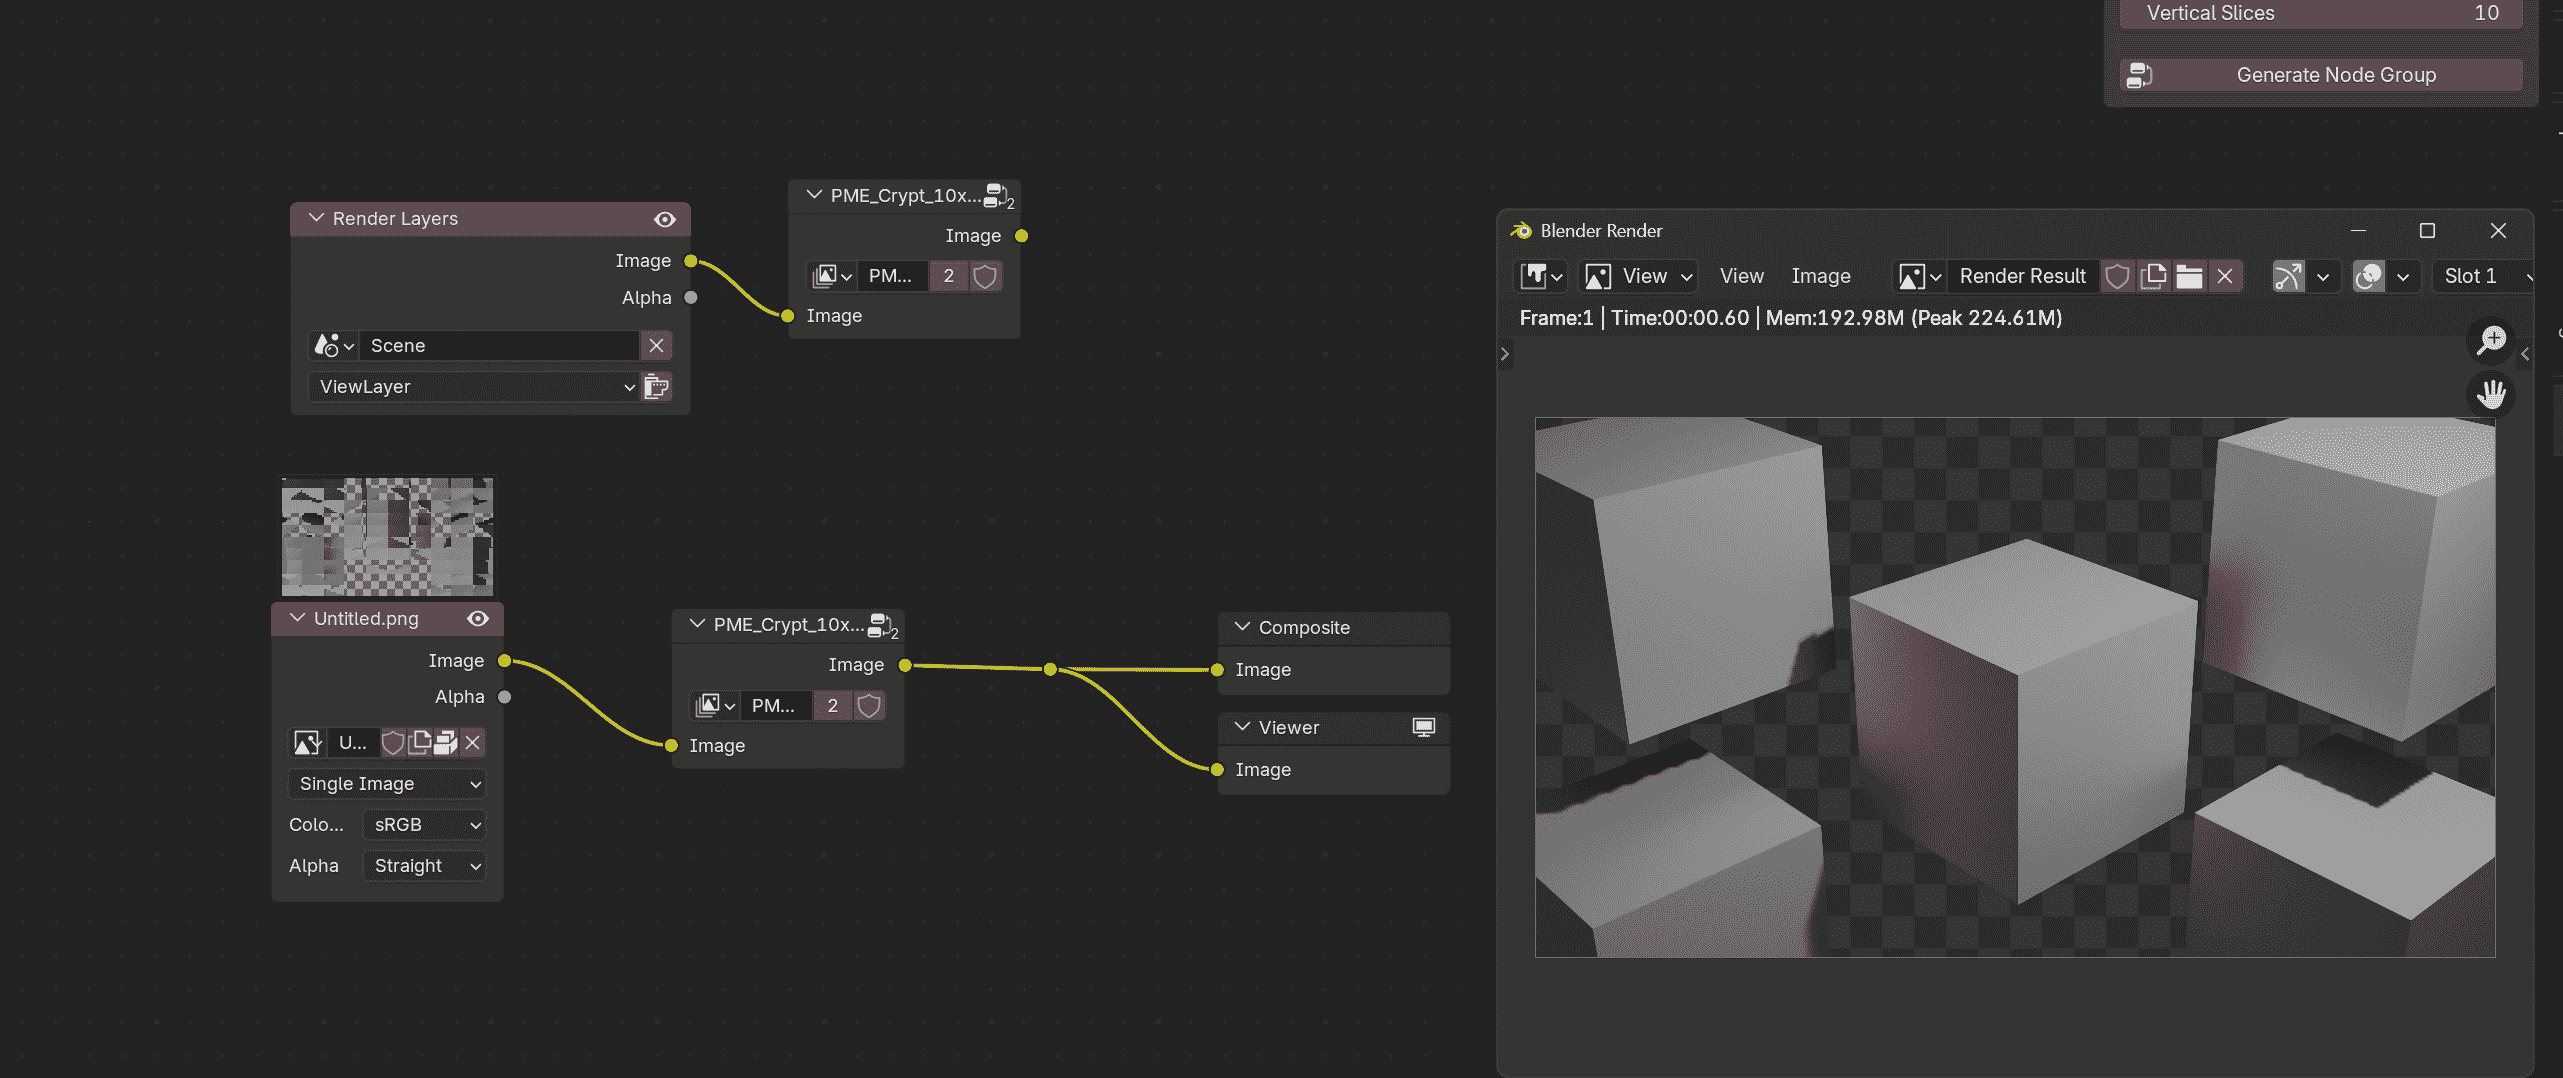 Vertical Slices 10
Generate Node Group
PME_Crypt_10x... 2
Render Layers
Image
Image
Alpha
PM... 2
Image
Scene
ViewLayer
Blender Render
View View Image Render Result Slot 1
Frame:1 | Time:00:00.60 | Mem:192.98M (Peak 224.61M)
Untitled.png
Image
Alpha
U...
Single Image
Colo... sRGB
Alpha Straight
PME_Crypt_10x... 2
Image
PM... 2
Image
Composite
Image
Viewer
Image